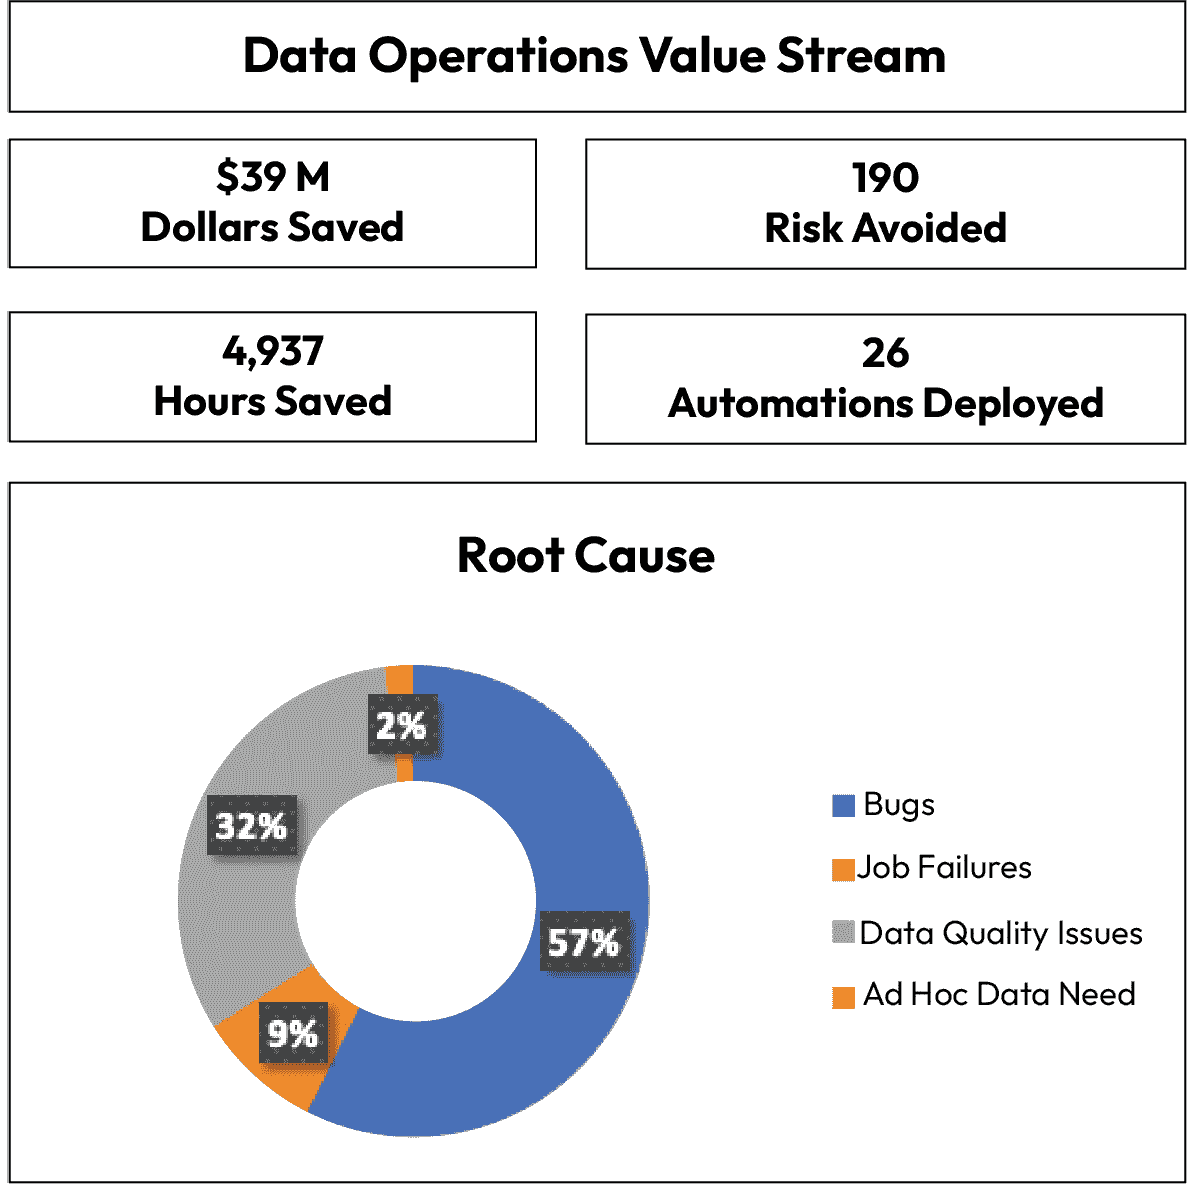 Data Operations Value Stream
$39 M
Dollars Saved
190
Risk Avoided
4,937
Hours Saved
26
Automations Deployed
Root Cause
2%
32%
57%
9%
Bugs
Job Failures
Data Quality Issues
Ad Hoc Data Need